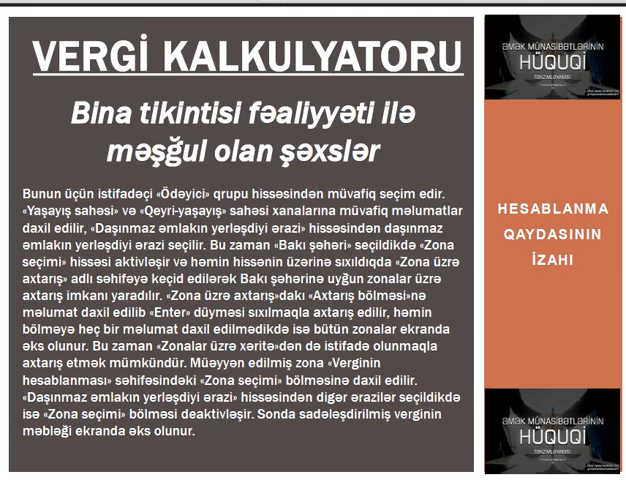 VERGİ KALKULYATORU
Bina tikintisi fəaliyyəti ilə
məşğul olan şəxslər
Bunun üçün istifadəçi «Ödəyici» qrupu hissəsindən müvafiq seçim edir.
«Yaşayış sahəsi» və «Qeyri-yaşayış» sahəsi xanalarına müvafiq məlumatlar
daxil edilir, «Daşınmaz əmlakın yerləşdiyi ərazi» hissəsindən daşınmaz
əmlakın yerləşdiyi ərazi seçilir. Bu zaman «Bakı şəhəri» seçildikdə «Zona
seçimi» hissəsi aktivləşir və həmin hissənin üzərinə sıxıldıqda «Zona üzrə
axtarış» adlı səhifəyə keçid edilərək Bakı şəhərinə uyğun zonalar üzrə
axtarış imkanı yaradılır. «Zona üzrə axtarış»dakı «Axtarış bölməsi»nə
məlumat daxil edilib «Enter» düyməsi sıxılmaqla axtarış edilir, həmin
bölməyə heç bir məlumat daxil edilmədikdə isə bütün zonalar ekranda
əks olunur. Bu zaman «Zonalar üzrə xəritə»dən də istifadə olunmaqla
axtarış etmək mümkündür. Müəyyən edilmiş zona «Verginin
hesablanması» səhifəsindəki «Zona seçimi» bölməsinə daxil edilir.
«Daşınmaz əmlakın yerləşdiyi ərazi» hissəsindən digər ərazilər seçildikdə
isə «Zona seçimi» bölməsi deaktivləşir. Sonda sadələşdirilmiş verginin
məbləği ekranda əks olunur.
ƏMƏK MÜNASİBƏTLƏRİNİN
HÜQUQİ
TƏNZİMLƏNMƏSİ
HESABLANMA
QAYDASININ
İZAHI
ƏMƏK MÜNASİBƏTLƏRİNİN
HÜQUQİ
TƏNZİMLƏNMƏSİ